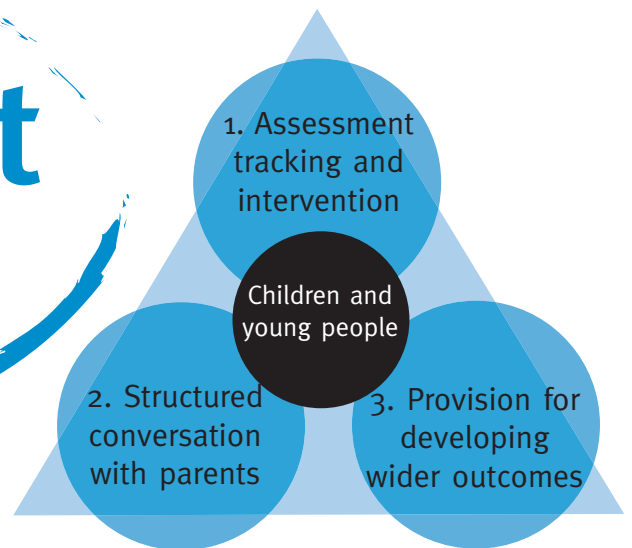 t
1. Assessment
tracking and
intervention
Children and
young people
2. Structured
conversation
with parents
3. Provision for
developing
wider outcomes